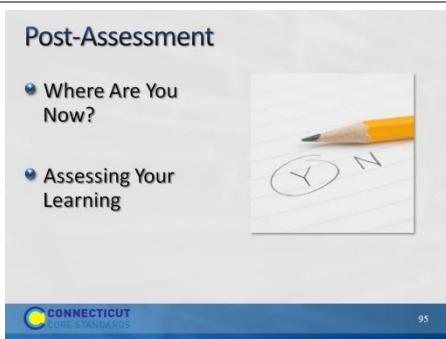 Post-Assessment
Where Are You
Now?
Assessing Your
Learning
Y N
CONNECTICUT
CORE STANDARDS
95